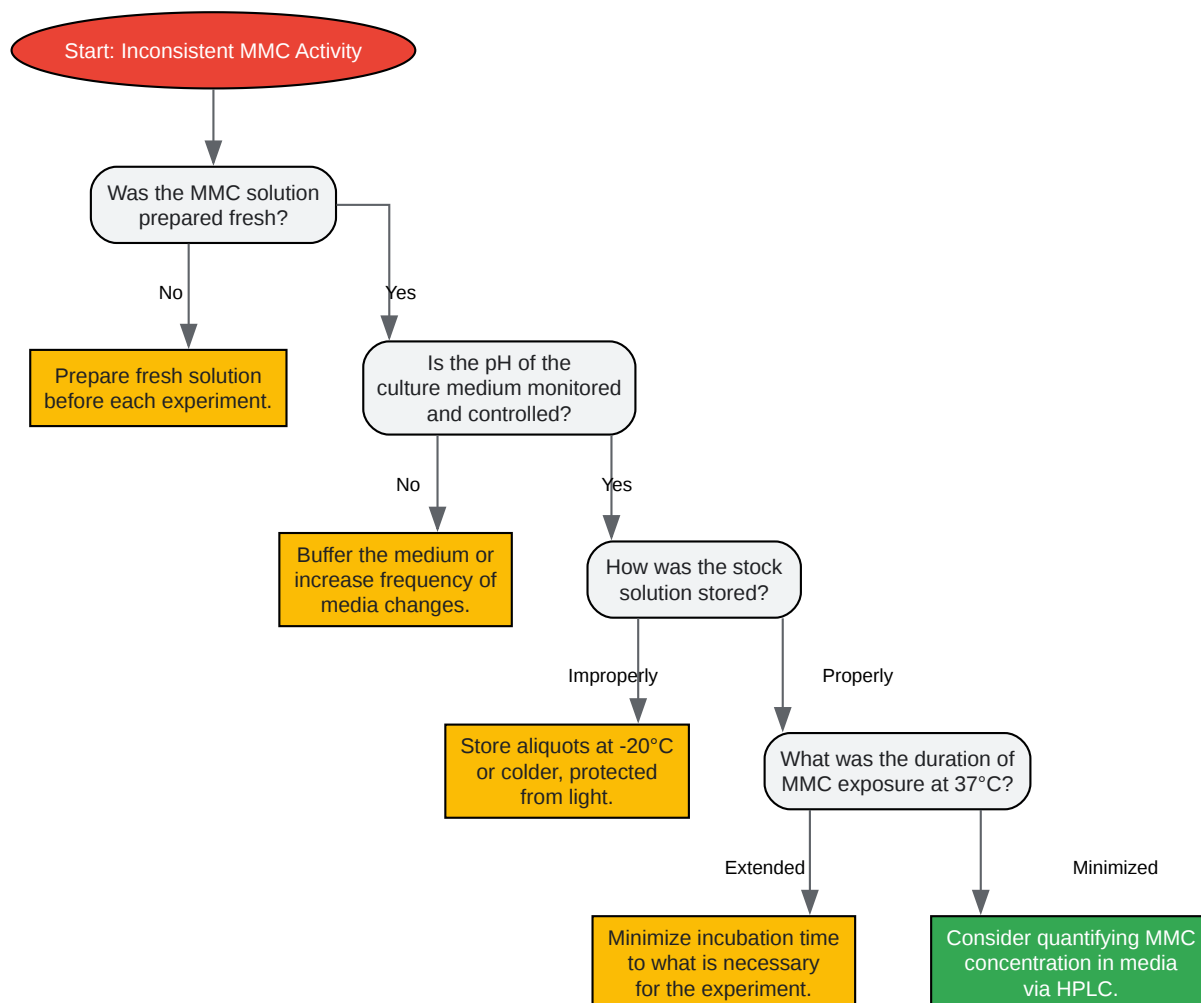 Start: Inconsistent MMC Activity
Was the MMC solution
prepared fresh?
No
Yes
Prepare fresh solution
before each experiment.
Is the pH of the
culture medium monitored
and controlled?
No
Yes
Buffer the medium or
increase frequency of
media changes.
How was the stock
solution stored?
Improperly
Properly
Store aliquots at -20°C
or colder, protected
from light.
What was the duration of
MMC exposure at 37°C?
Extended
Minimized
Minimize incubation time
to what is necessary
for the experiment.
Consider quantifying MMC
concentration in media
via HPLC.